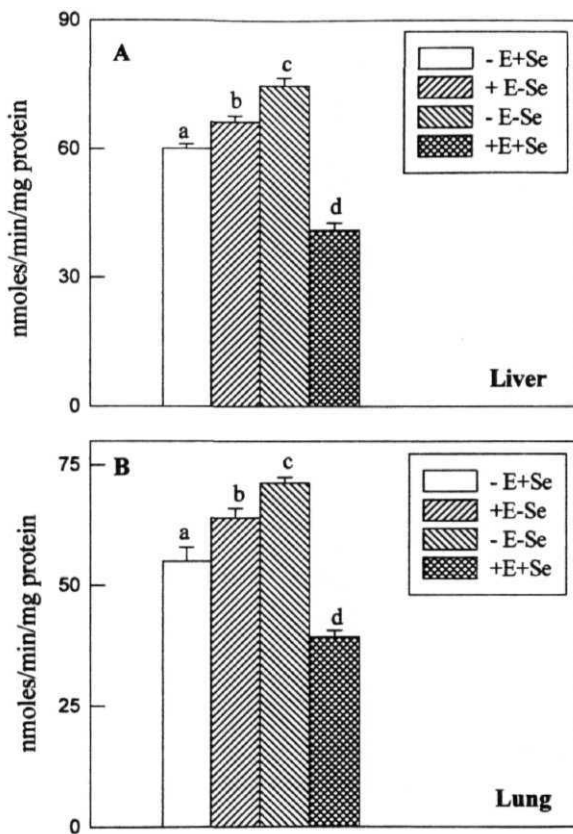 90
A
c
- E+Se
b
+ E-Se
a
- E-Se
+E+Se
60
d
nmoles/min/mg protein
30
Liver
0
B
75
c
- E+Se
b
+E-Se
a
- E-Se
+E+Se
50
d
nmoles/min/mg protein
25
Lung
0